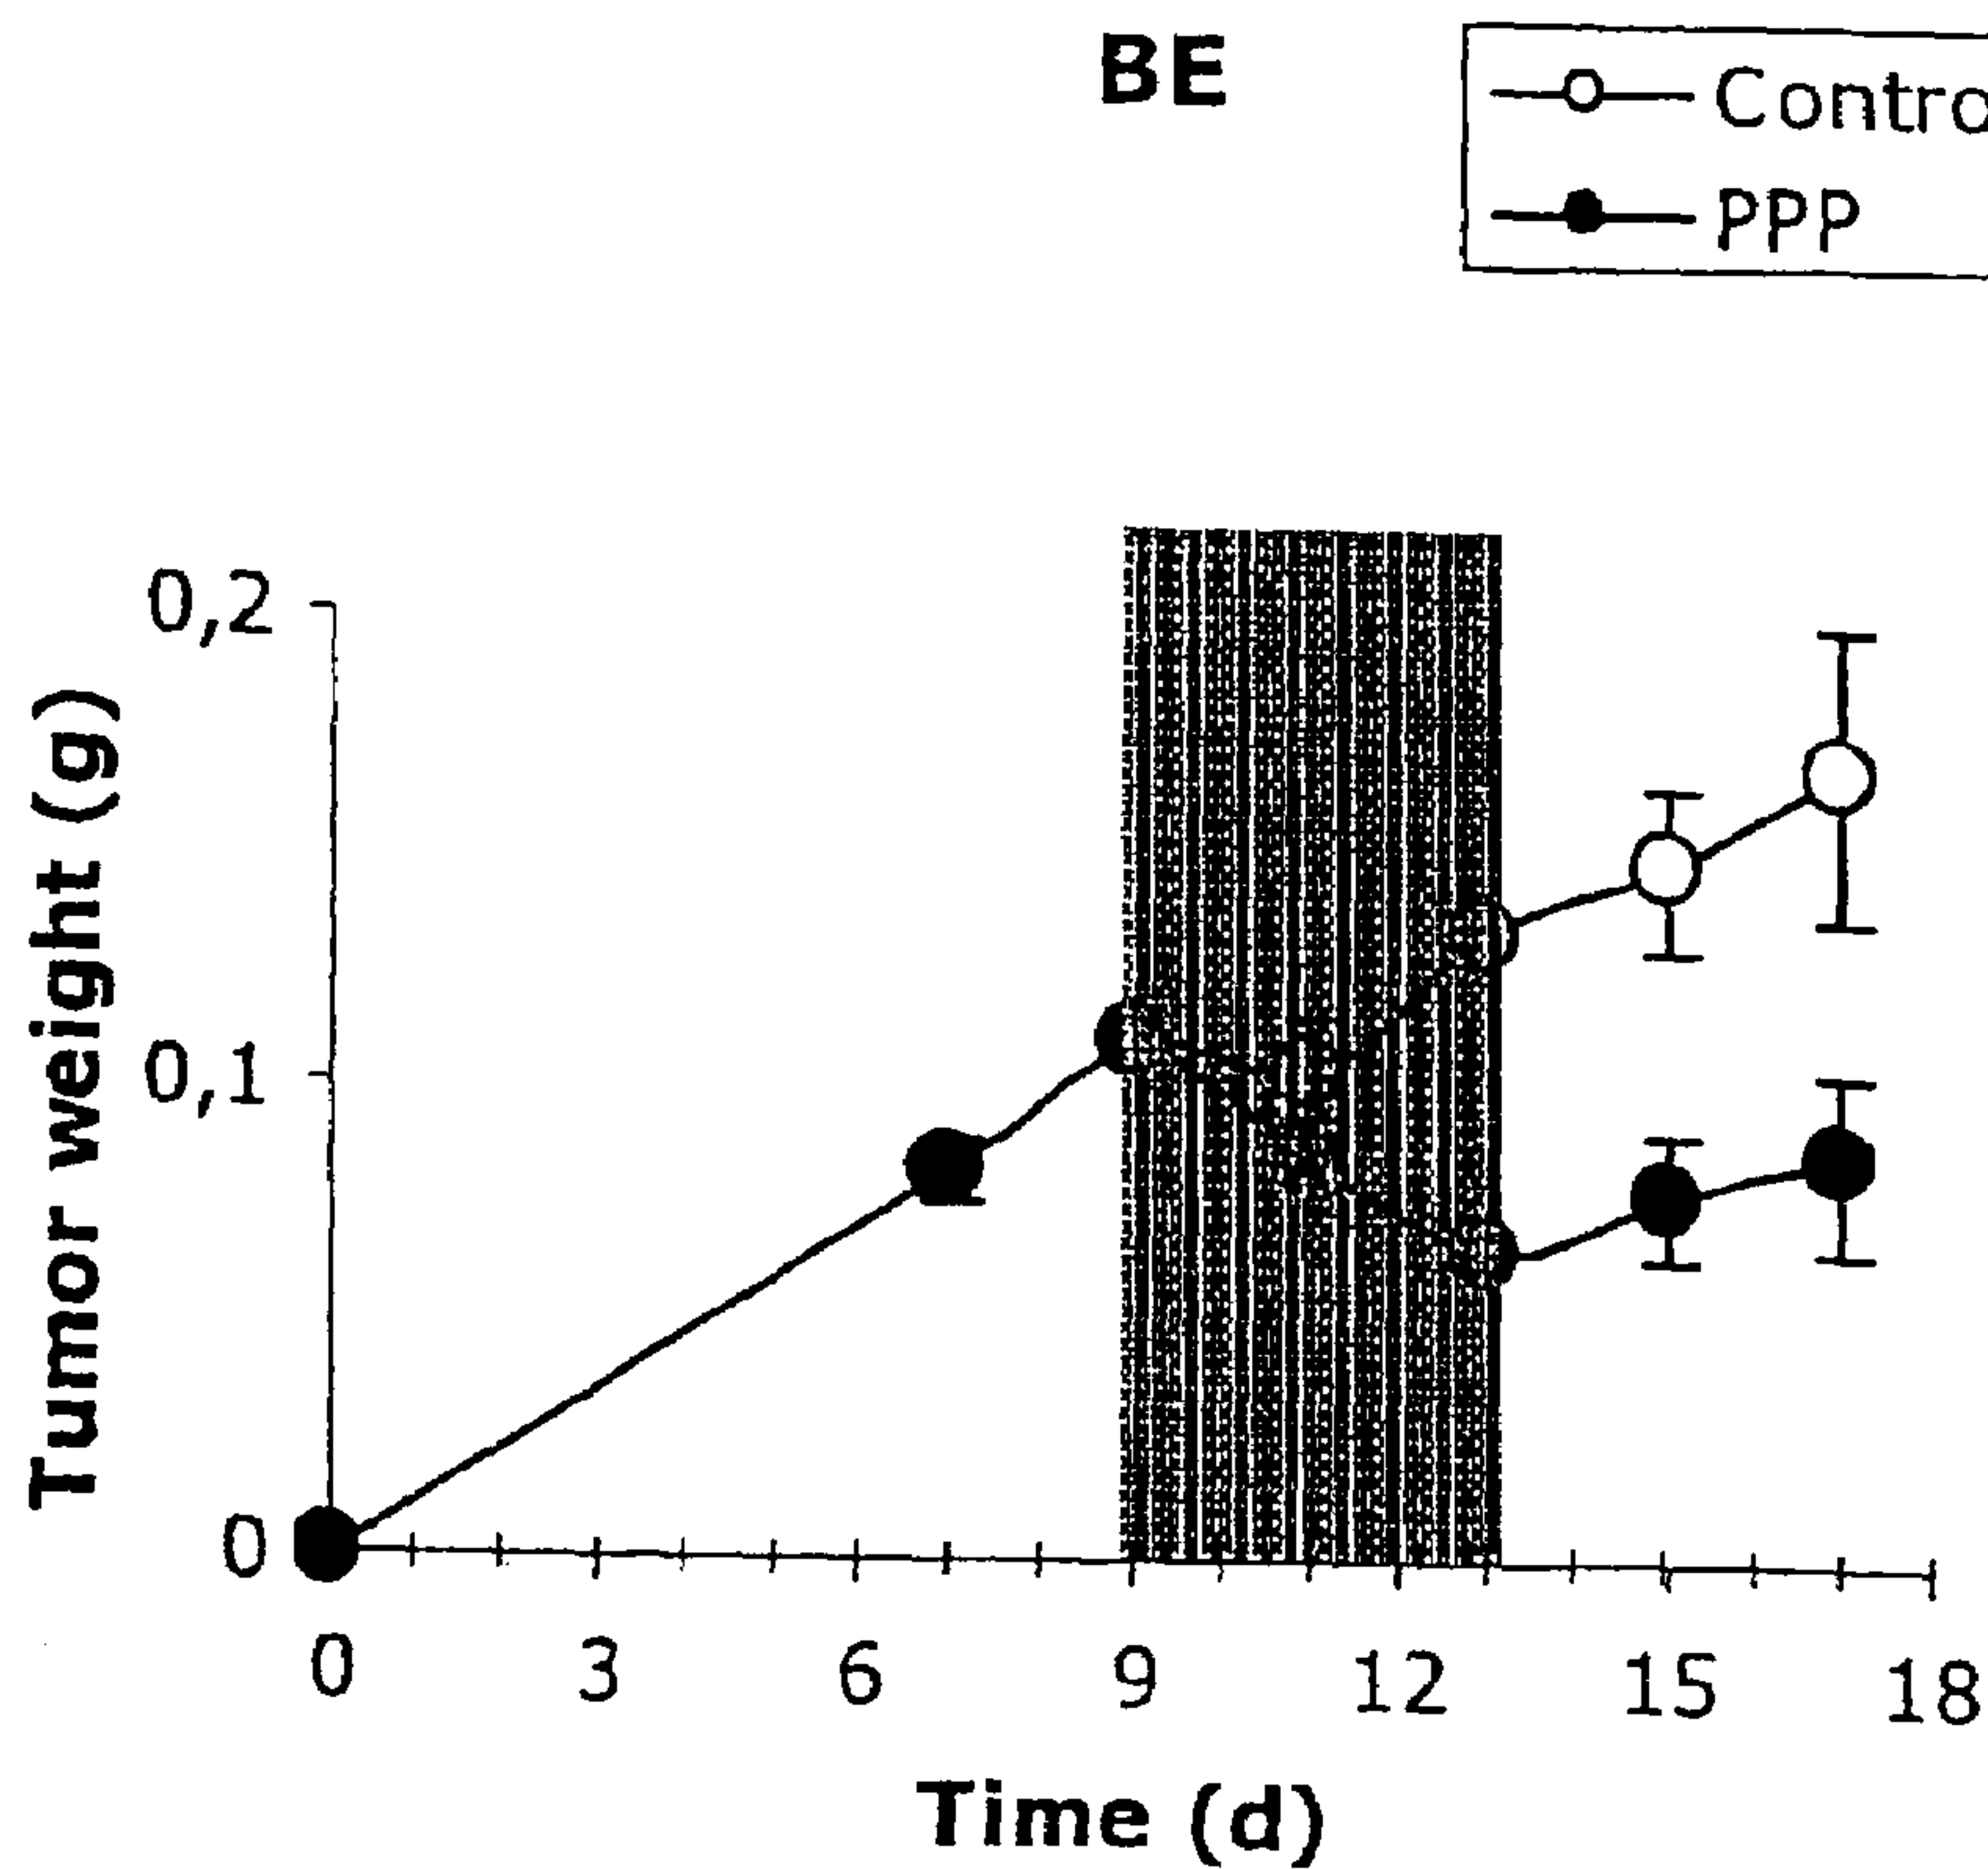 BE
Contro
PPP
Tumor weight (g)
0,2
0,1
0
0 3 6 9 12 15 18
Time (d)